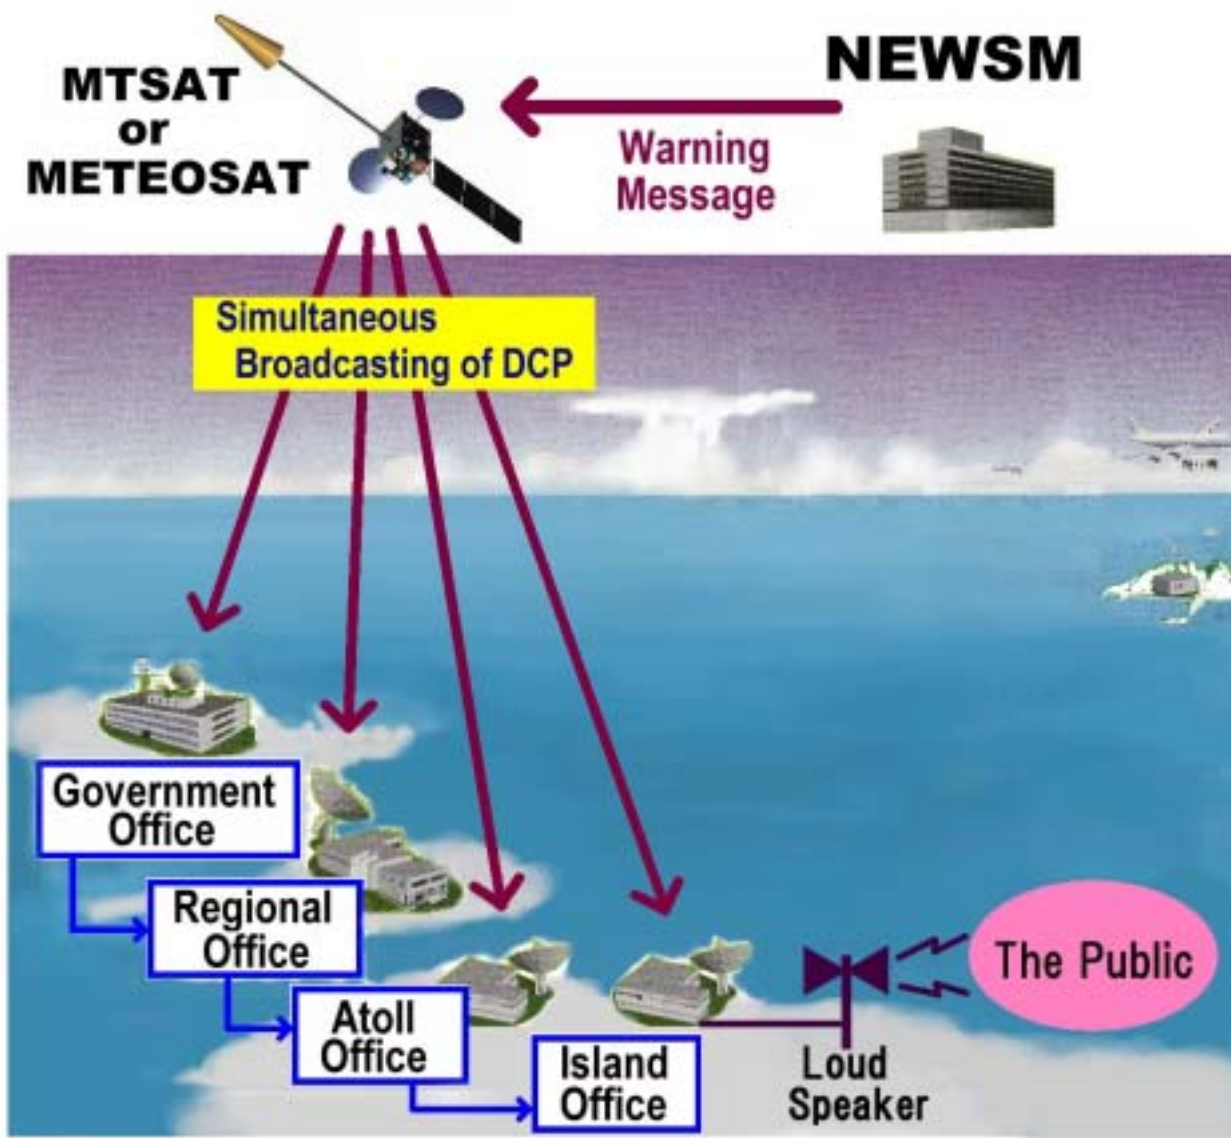 MTSAT
or
METEOSAT
NEWSM
Warning
Message
Simultaneous
Broadcasting of DCP
Government
Office
Regional
Office
Atoll
Office
Island
Office
Loud
Speaker
The Public